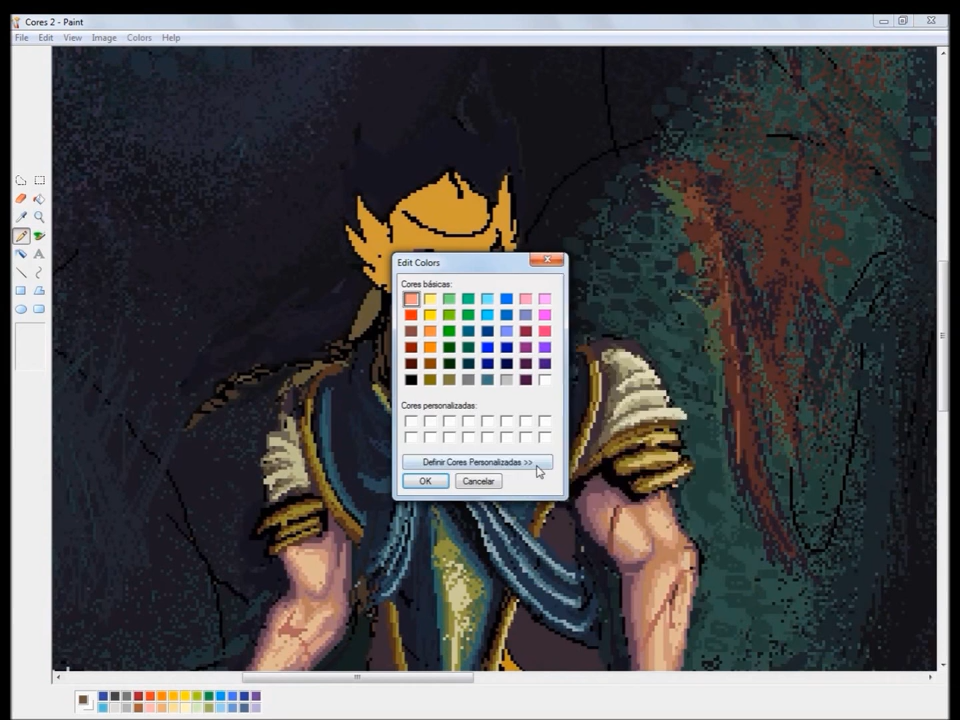 Cores 2 - Paint
File Edit View Image Colors Help
Edit Colors
Cores básicas:
Cores personalizadas:
Definir Cores Personalizadas >>
OK Cancelar